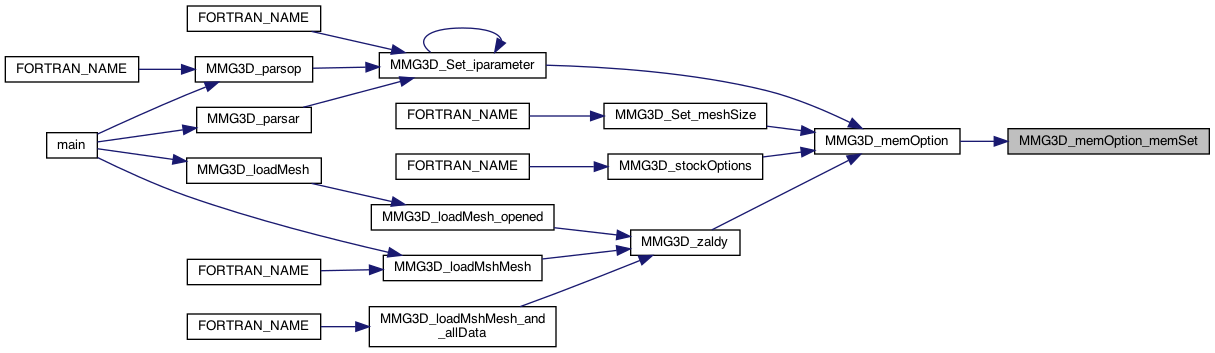 FORTRAN_NAME
MMG3D_Set_iparameter
FORTRAN_NAME
MMG3D_parsop
MMG3D_parsar
FORTRAN_NAME
MMG3D_Set_meshSize
main
MMG3D_memOption
MMG3D_memOption_memSet
MMG3D_loadMesh
FORTRAN_NAME
MMG3D_stockOptions
MMG3D_loadMesh_opened
MMG3D_zaldy
FORTRAN_NAME
MMG3D_loadMshMesh
FORTRAN_NAME
MMG3D_loadMshMesh_and
_allData